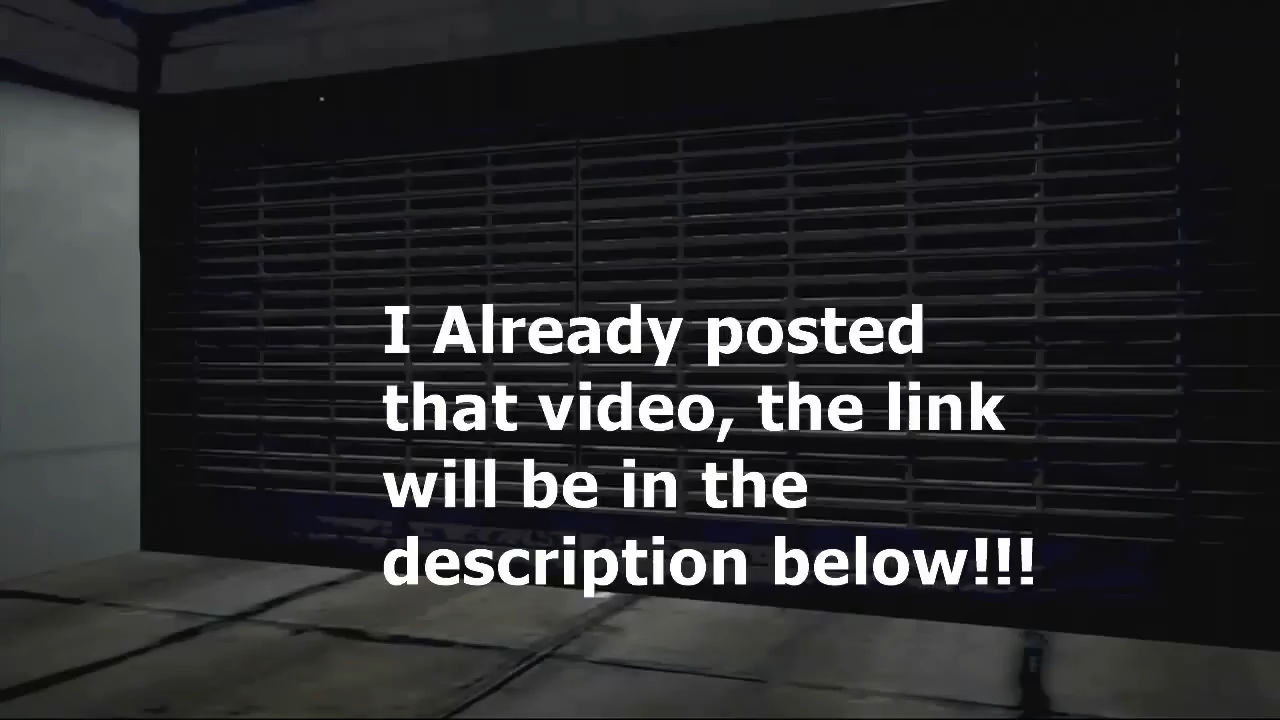 I Already posted
that video, the link
will be in the
description below!!!